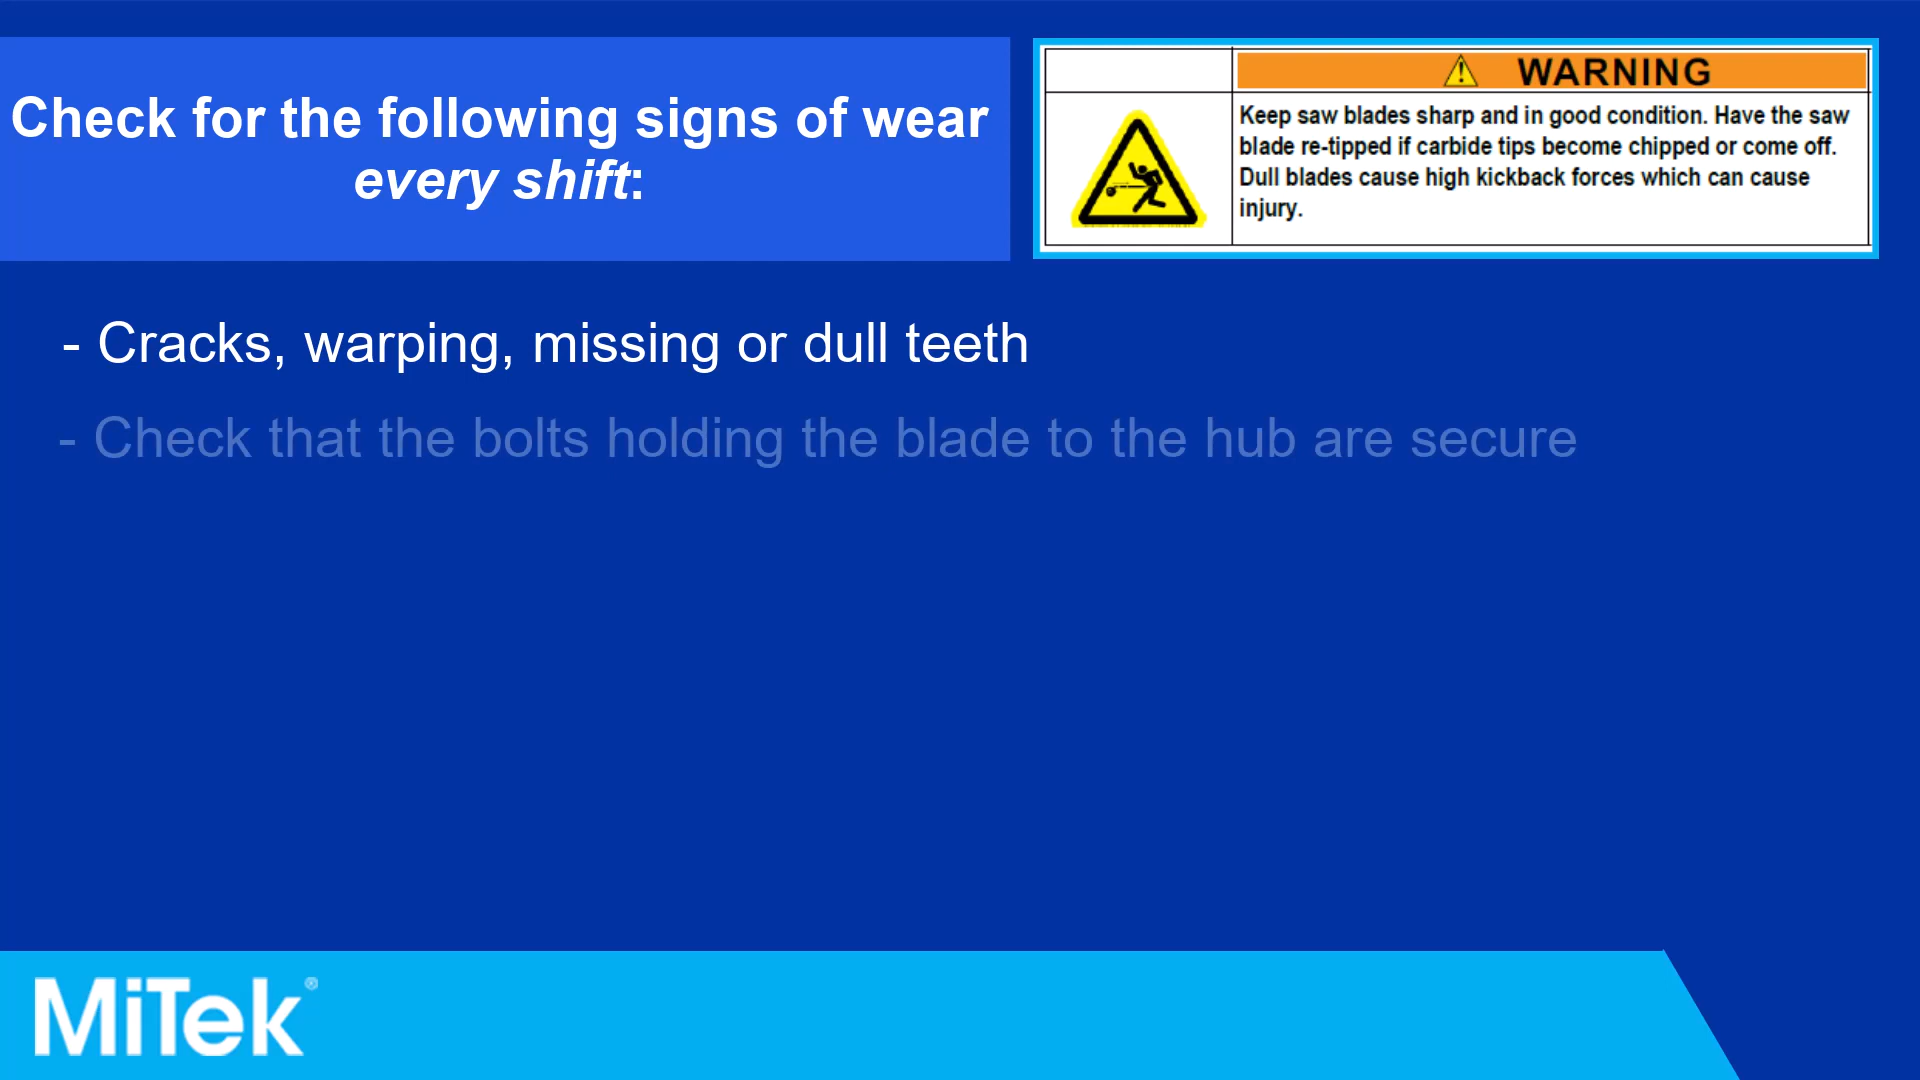 Check for the following signs of wear
every shift:
WARNING
Keep saw blades sharp and in good condition. Have the saw
blade re-tipped if carbide tips become chipped or come off.
Dull blades cause high kickback forces which can cause
injury.
- Cracks, warping, missing or dull teeth
- Check that the bolts holding the blade to the hub are secure
MiTek®